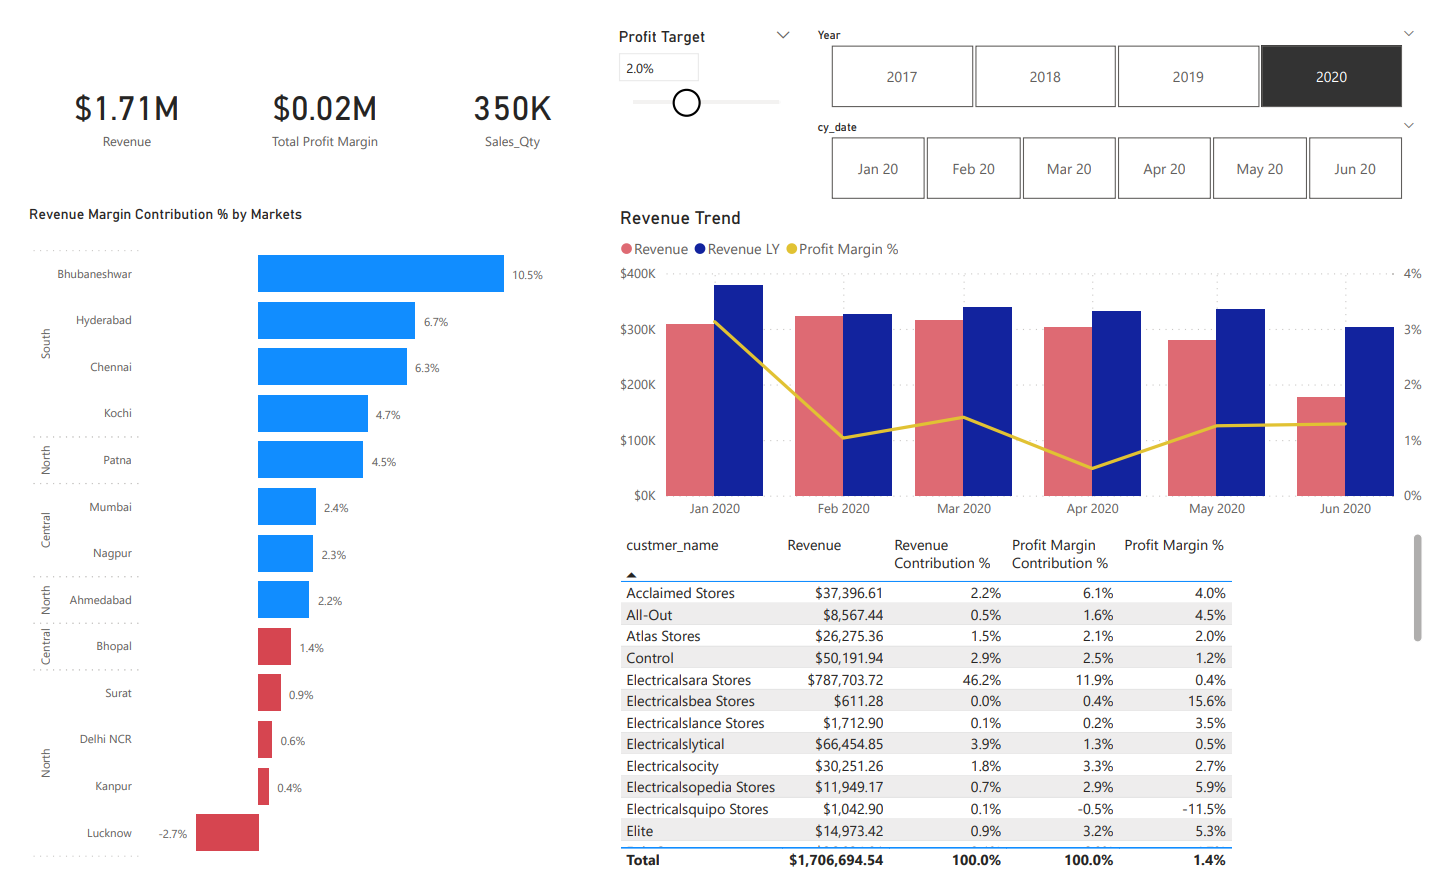 Profit Target
2.0%
Year
2017 2018 2019 2020
cy_date
Jan 20 Feb 20 Mar 20 Apr 20 May 20 Jun 20
$1.71M $0.02M 350K
Revenue Total Profit Margin Sales_Qty
Revenue Margin Contribution % by Markets
South
Bhubaneshwar 10.5%
Hyderabad 6.7%
Chennai 6.3%
Kochi 4.7%
North
Patna 4.5%
Central
Mumbai 2.4%
Nagpur 2.3%
North
Ahmedabad 2.2%
Central
Bhopal 1.4%
North
Surat 0.9%
Delhi NCR 0.6%
Kanpur 0.4%
Lucknow -2.7%
Revenue Trend
Revenue Revenue LY Profit Margin %
$400K 4%
$300K 3%
$200K 2%
$100K 1%
$0K 0%
Jan 2020 Feb 2020 Mar 2020 Apr 2020 May 2020 Jun 2020
custmer_name Revenue Revenue Profit Margin Profit Margin %
Contribution % Contribution %
Acclaimed Stores $37,396.61 2.2% 6.1% 4.0%
All-Out $8,567.44 0.5% 1.6% 4.5%
Atlas Stores $26,275.36 1.5% 2.1% 2.0%
Control $50,191.94 2.9% 2.5% 1.2%
Electricalsara Stores $787,703.72 46.2% 11.9% 0.4%
Electricalsbea Stores $611.28 0.0% 0.4% 15.6%
Electricalslance Stores $1,712.90 0.1% 0.2% 3.5%
Electricalslytical $66,454.85 3.9% 1.3% 0.5%
Electricalsocity $30,251.26 1.8% 3.3% 2.7%
Electricalsopedia Stores $11,949.17 0.7% 2.9% 5.9%
Electricalsquipo Stores $1,042.90 0.1% -0.5% -11.5%
Elite $14,973.42 0.9% 3.2% 5.3%
Total $1,706,694.54 100.0% 100.0% 1.4%